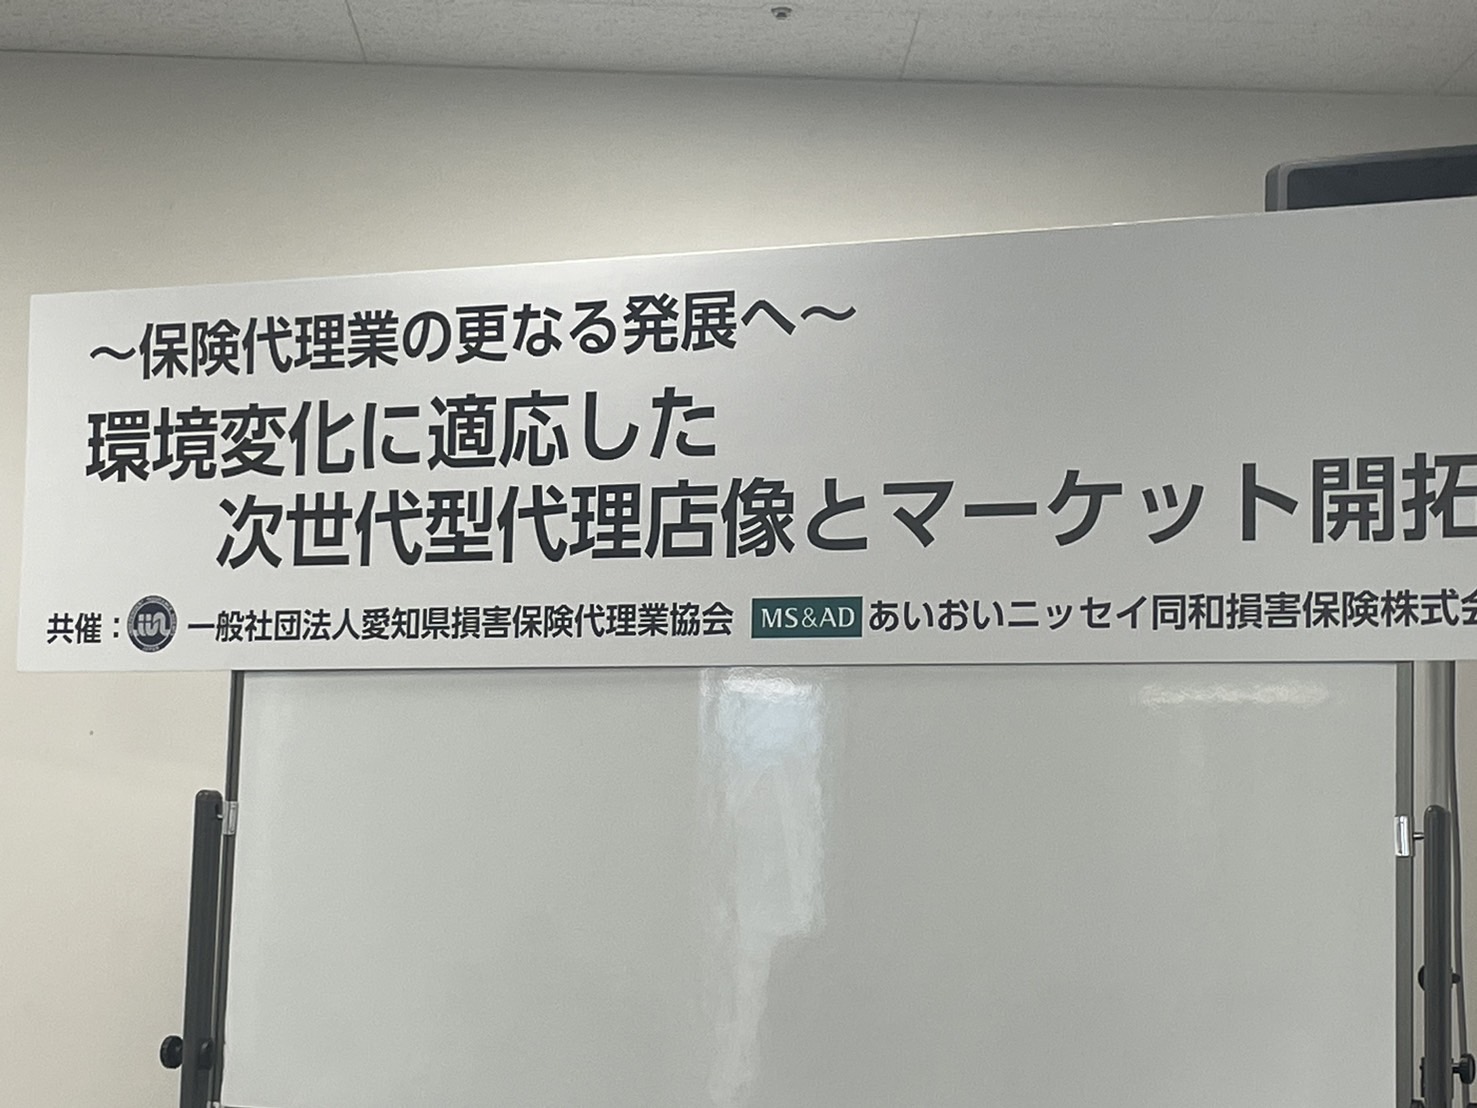 ～保険代理業の更なる発展へ～
環境変化に適応した
次世代型代理店像とマーケット開拓
共催：一般社団法人愛知県損害保険代理業協会 MS&AD あいおいニッセイ同和損害保険株式会